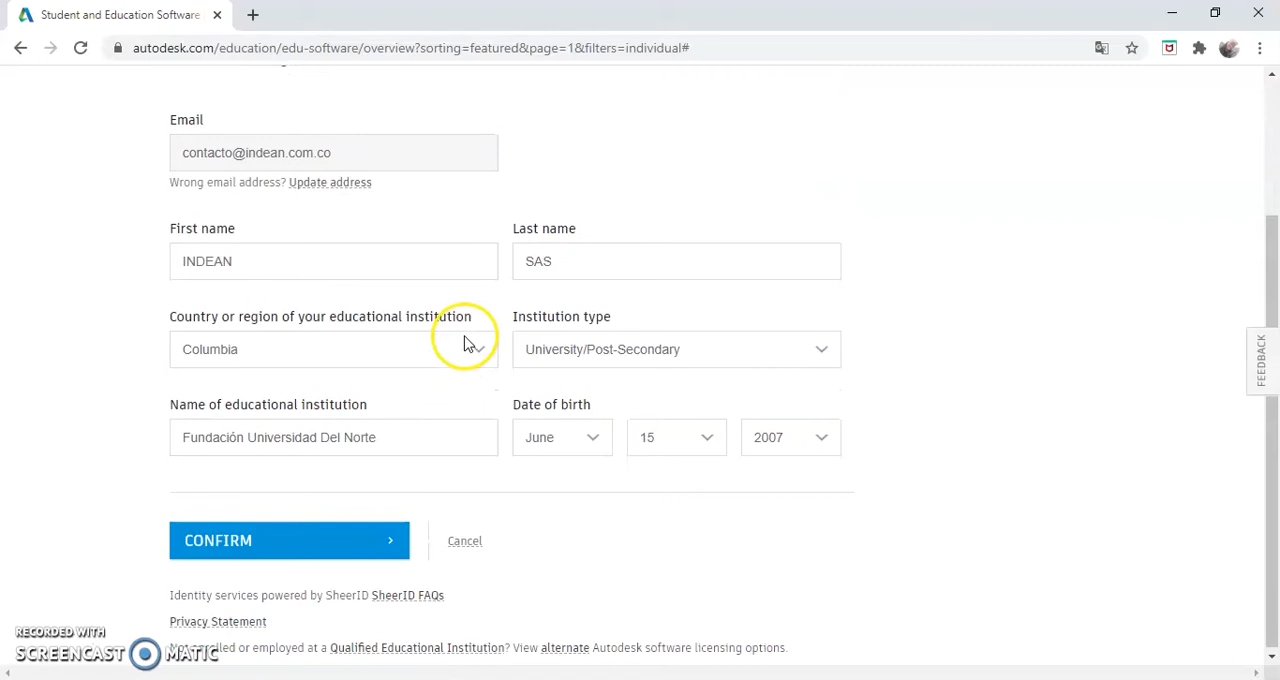 Student and Education Software
autodesk.com/education/edu-software/overview?sorting=featured&page=1&filters=individual#
Email
contacto@indean.com.co
Wrong email address? Update address
First name
Last name
INDEAN
SAS
Country or region of your educational institution
Institution type
Columbia
University/Post-Secondary
Name of educational institution
Date of birth
Fundación Universidad Del Norte
June
15
2007
CONFIRM
Cancel
Identity services powered by SheerID SheerID FAQs
Privacy Statement
enrolled or employed at a Qualified Educational Institution? View alternate Autodesk software licensing options.
FEEDBACK
RECORDED WITH
SCREENCAST MATIC